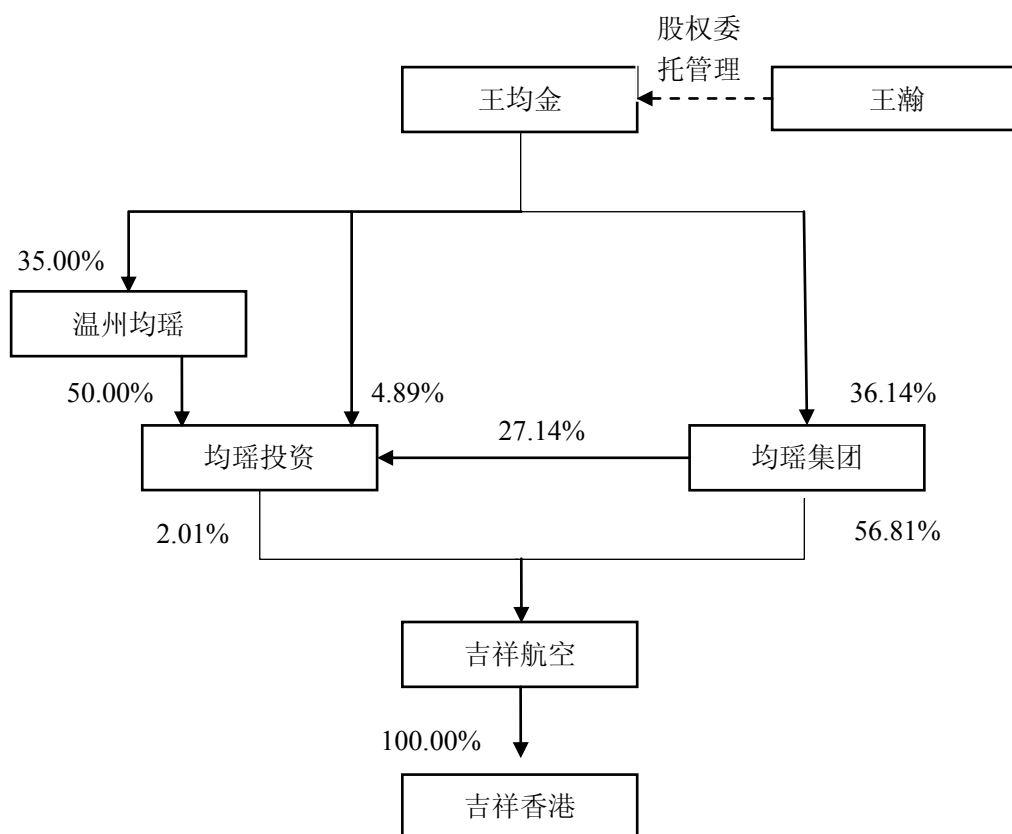 股权委
托管理
王均金
王瀚
35.00%
温州均瑶
50.00%
4.89%
36.14%
27.14%
均瑶投资
均瑶集团
2.01%
56.81%
吉祥航空
100.00%
吉祥香港